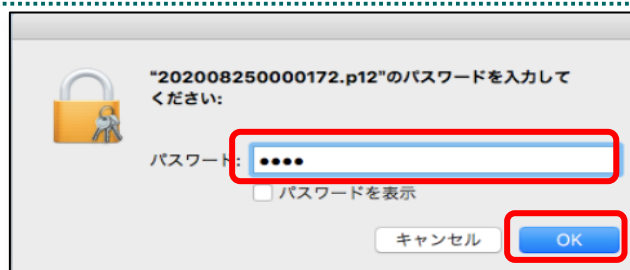 "202008250000172.p12"のパスワードを入力して
ください:
パスワード: ••••
パスワードを表示
キャンセル OK